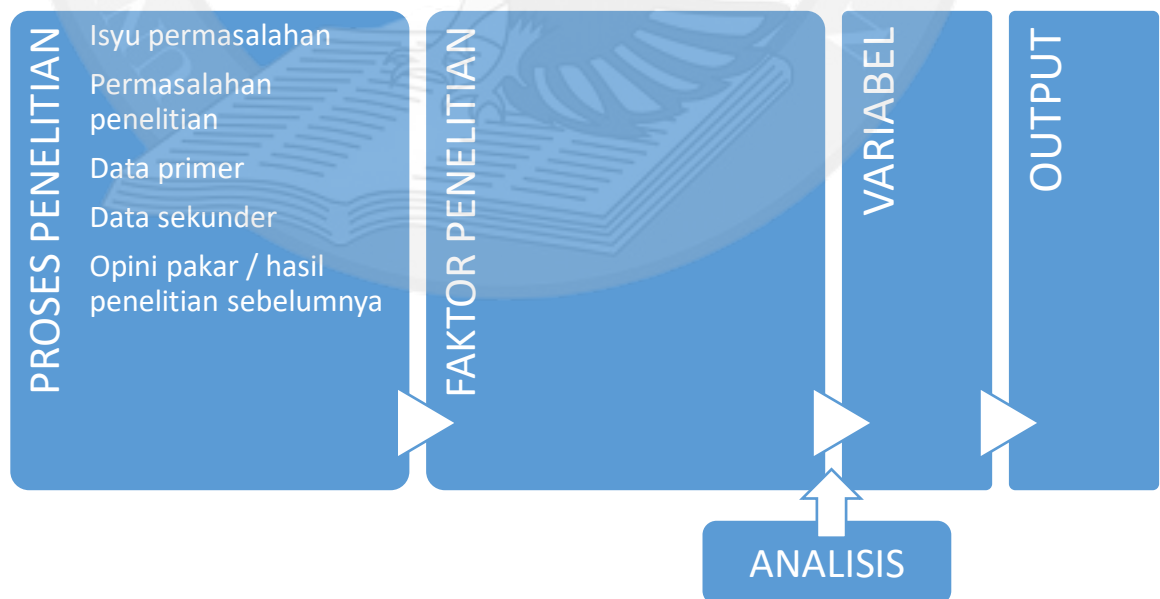 PROSES PENELITIAN
Isyu permasalahan
Permasalahan
penelitian
Data primer
Data sekunder
Opini pakar / hasil
penelitian sebelumnya
FAKTOR PENELITIAN
VARIABEL
OUTPUT
ANALISIS